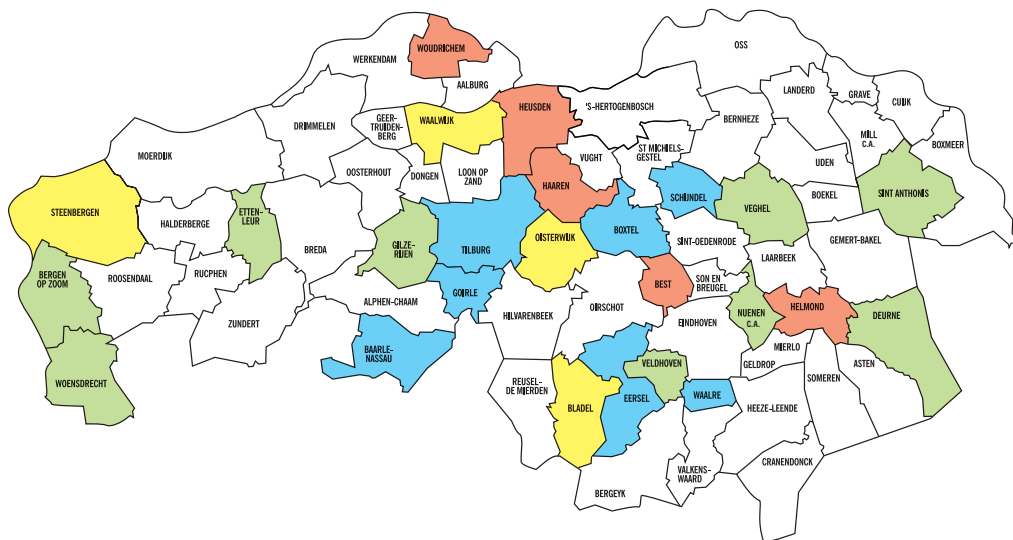 OSS
WOUDRICHEM
WERKENDAM
AALBURG
LANDERD
GRAVE
CUIJK
HEUSDEN
'S-HERTOGENBOSCH
GEER-
TRUIDEN-
BERG
WAALWIJK
DRIMMELEN
BERNHEZE
MILL
C.A.
BOXMEER
MOERDIJK
ST MICHIELS-
GESTEL
VUGHT
UDEN
OOSTERHOUT
DONGEN
LOON OP
ZAND
HAAREN
SCHIJNDEL
BOEKEL
SINT ANTHONIS
STEENBERGEN
HALDERBERGE
ETTEN-
LEUR
VEGHEL
BREDA
GILZE-
RIJEN
TILBURG
OISTERWIJK
BOXTEL
SINT-OEDENRODE
GEMERT-BAKEL
BERGEN
OP ZOOM
ROOSENDAAL
RUCPHEN
LAARBEEK
SON EN
BREUGEL
BEST
GOIRLE
ALPHEN-CHAAM
HILVARENBEEK
OIRSCHOT
ZUNDERT
EINDHOVEN
NUENEN
C.A.
HELMOND
DEURNE
BAARLE-
NASSAU
MIERLO
GELDROP
VELDHOVEN
ASTEN
SOMEREN
WOENSDRECHT
REUSEL-
DE MIERDEN
BLADEL
EERSEL
WAALRE
HEEZE-LEENDE
CRANENDONCK
VALKENS-
WAARD
BERGEYK